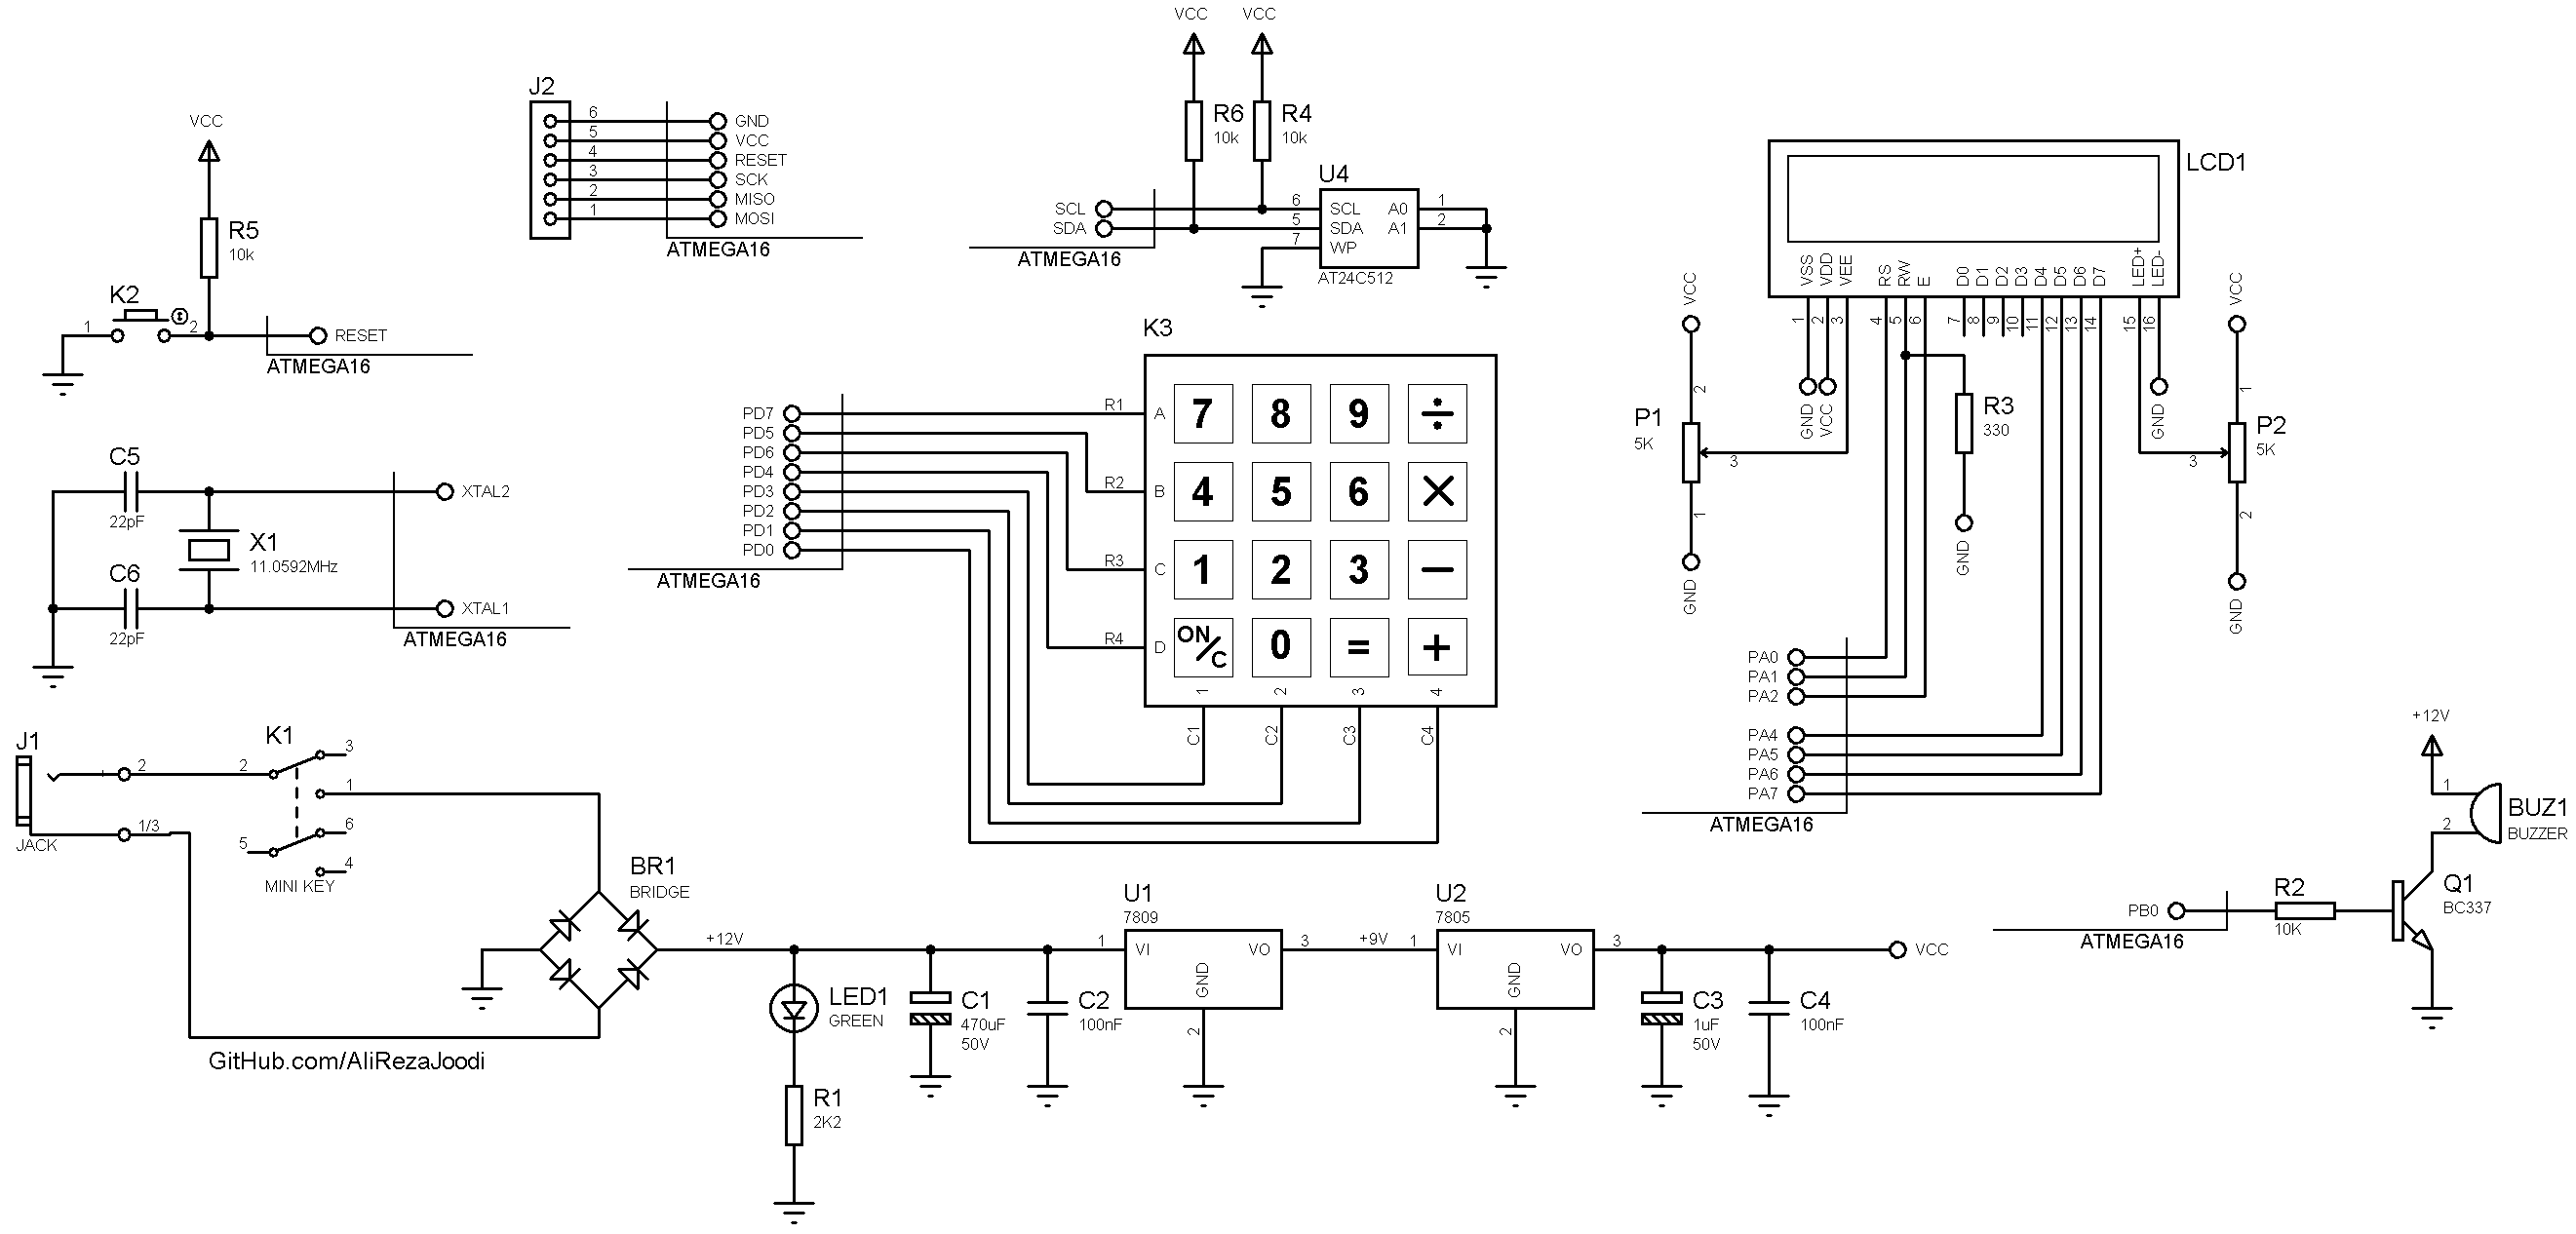 VCC
R5
10k
K2
1
2
RESET
ATMEGA16
J2
6
GND
5
VCC
4
RESET
3
SCK
2
MISO
1
MOSI
ATMEGA16
VCC
VCC
R6
10k
R4
10k
U4
SCL
SDA
6
5
7
SCL
SDA
WP
A0
A1
1
2
ATMEGA16
AT24C512
LCD1
VSS
VDD
VEE
RS
RW
E
D0
D1
D2
D3
D4
D5
D6
D7
LED+
LED-
1
2
3
4
5
6
7
8
9
10
11
12
13
14
15
16
VCC
2
P1
5K
3
1
GND
GND
VCC
R3
330
GND
GND
VCC
1
P2
5K
3
2
GND
PA0
PA1
PA2
PA4
PA5
PA6
PA7
ATMEGA16
C5
22pF
X1
11.0592MHz
C6
22pF
XTAL2
XTAL1
ATMEGA16
K3
PD7
PD5
PD6
PD4
PD3
PD2
PD1
PD0
ATMEGA16
R1
R2
R3
R4
A
B
C
D
7 8 9 ÷
4 5 6 ×
1 2 3 −
ON/C 0 = +
1
2
3
4
C1
C2
C3
C4
J1
JACK
2
1/3
K1
2
3
1
5
6
4
MINI KEY
BR1
BRIDGE
+12V
LED1
GREEN
R1
2K2
C1
470uF
50V
C2
100nF
U1
7809
1
VI
VO
3
GND
2
+9V
U2
7805
1
VI
VO
3
GND
2
C3
1uF
50V
C4
100nF
VCC
+12V
1
2
BUZ1
BUZZER
PB0
R2
10K
Q1
BC337
ATMEGA16
GitHub.com/AliRezaJoodi